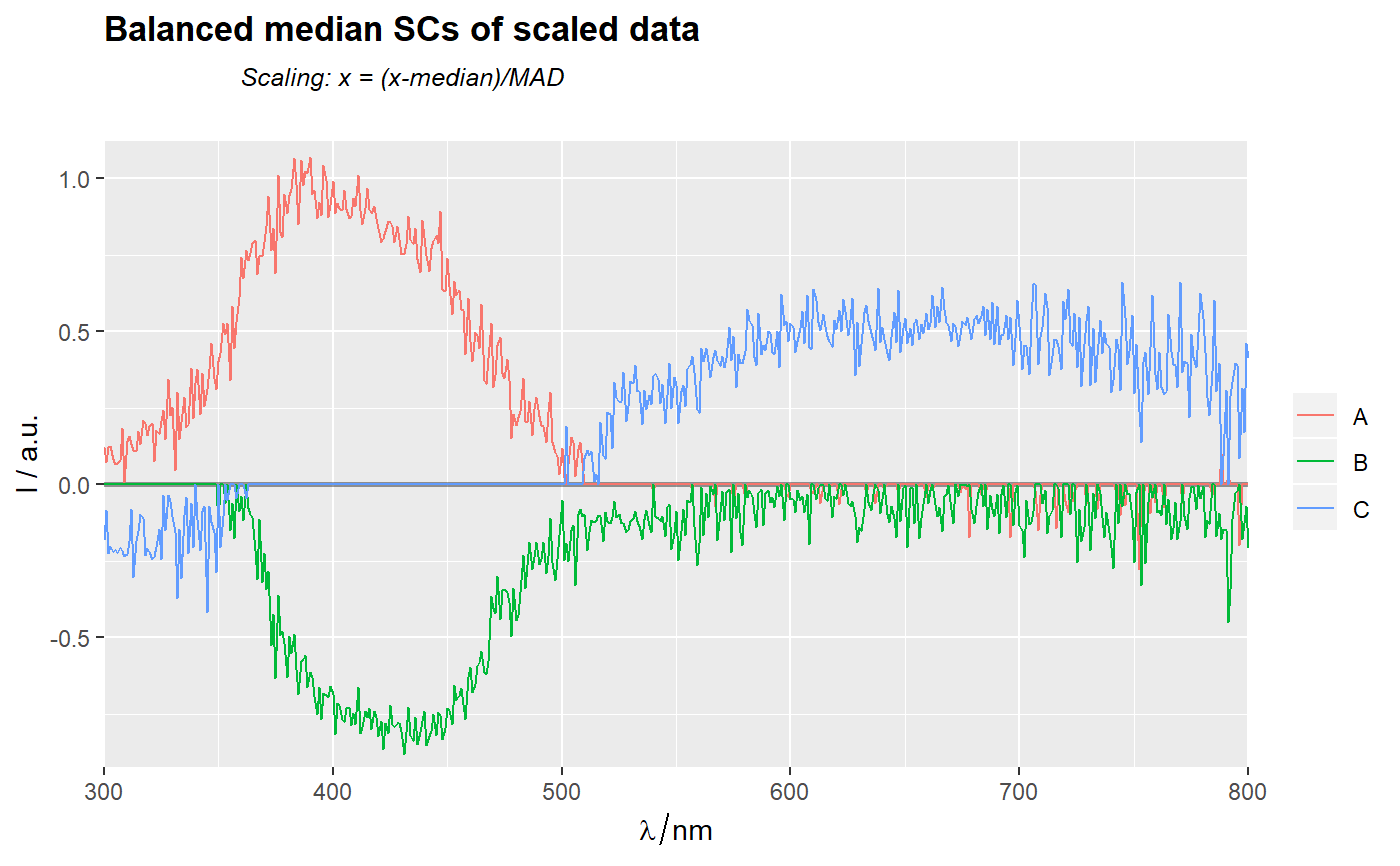 Balanced median SCs of scaled data
Scaling: x = (x-median)/MAD
I / a.u.
1.0
0.5
0.0
-0.5
300 400 500 600 700 800
λ/nm
A
B
C